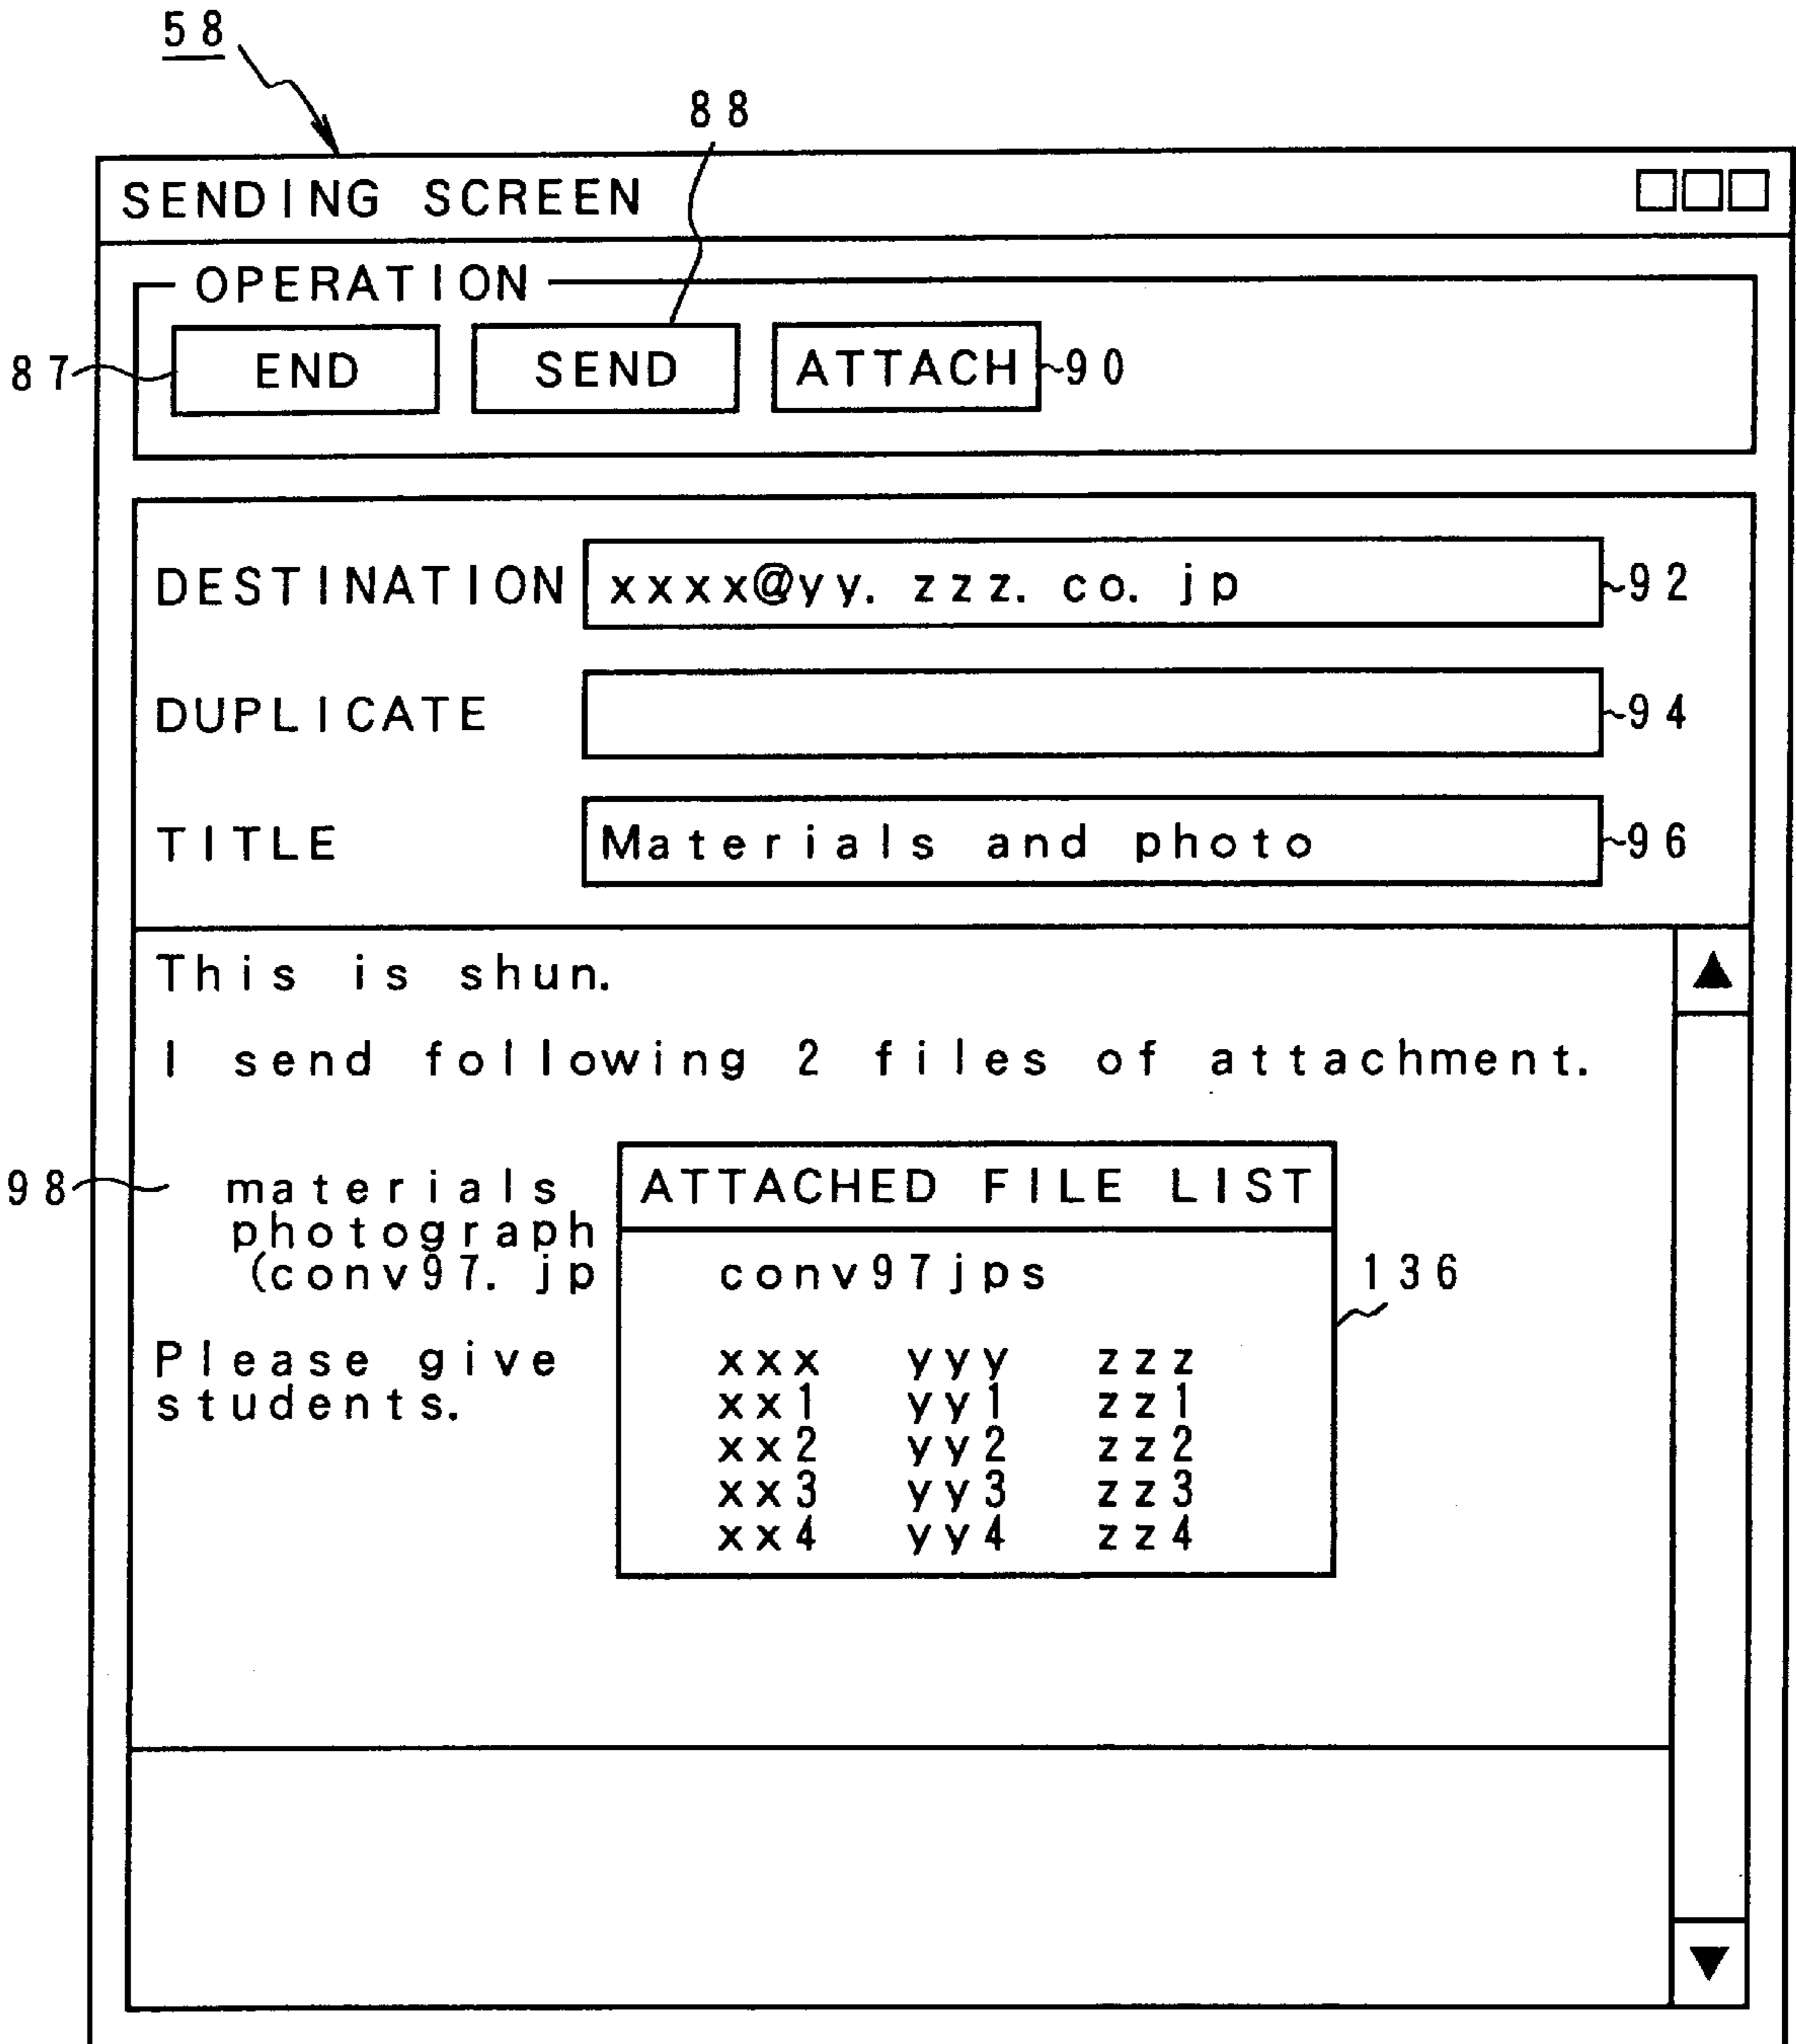 58
88
SENDING SCREEN
OPERATION
87 END SEND ATTACH 90
DESTINATION xxxx@yy.zzz.co.jp 92
DUPLICATE 94
TITLE Materials and photo 96
This is shun.
I send following 2 files of attachment.
98 materials ATTACHED FILE LIST
photograph
(conv97.jp conv97jps 136
Please give xxx yyy zzz
students. xx1 yy1 zz1
xx2 yy2 zz2
xx3 yy3 zz3
xx4 yy4 zz4